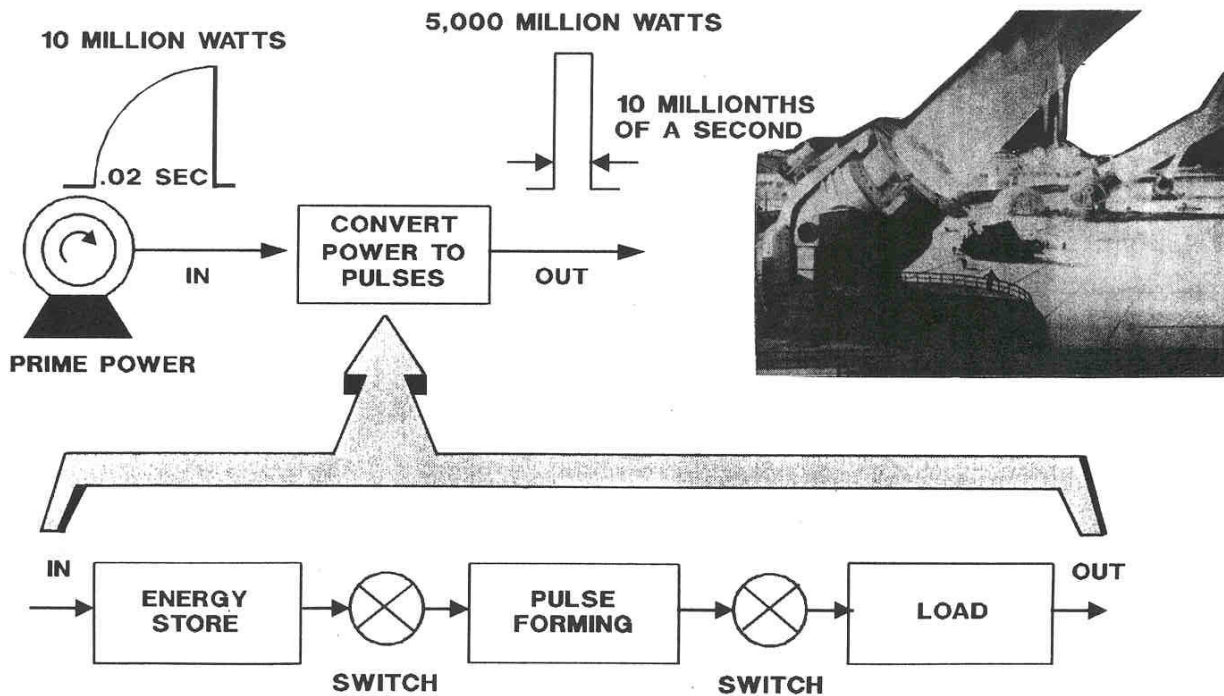 10 MILLION WATTS
5,000 MILLION WATTS
10 MILLIONTHS
OF A SECOND
.02 SEC
CONVERT
POWER TO
PULSES
IN
OUT
PRIME POWER
IN
OUT
ENERGY
STORE
PULSE
FORMING
LOAD
SWITCH
SWITCH